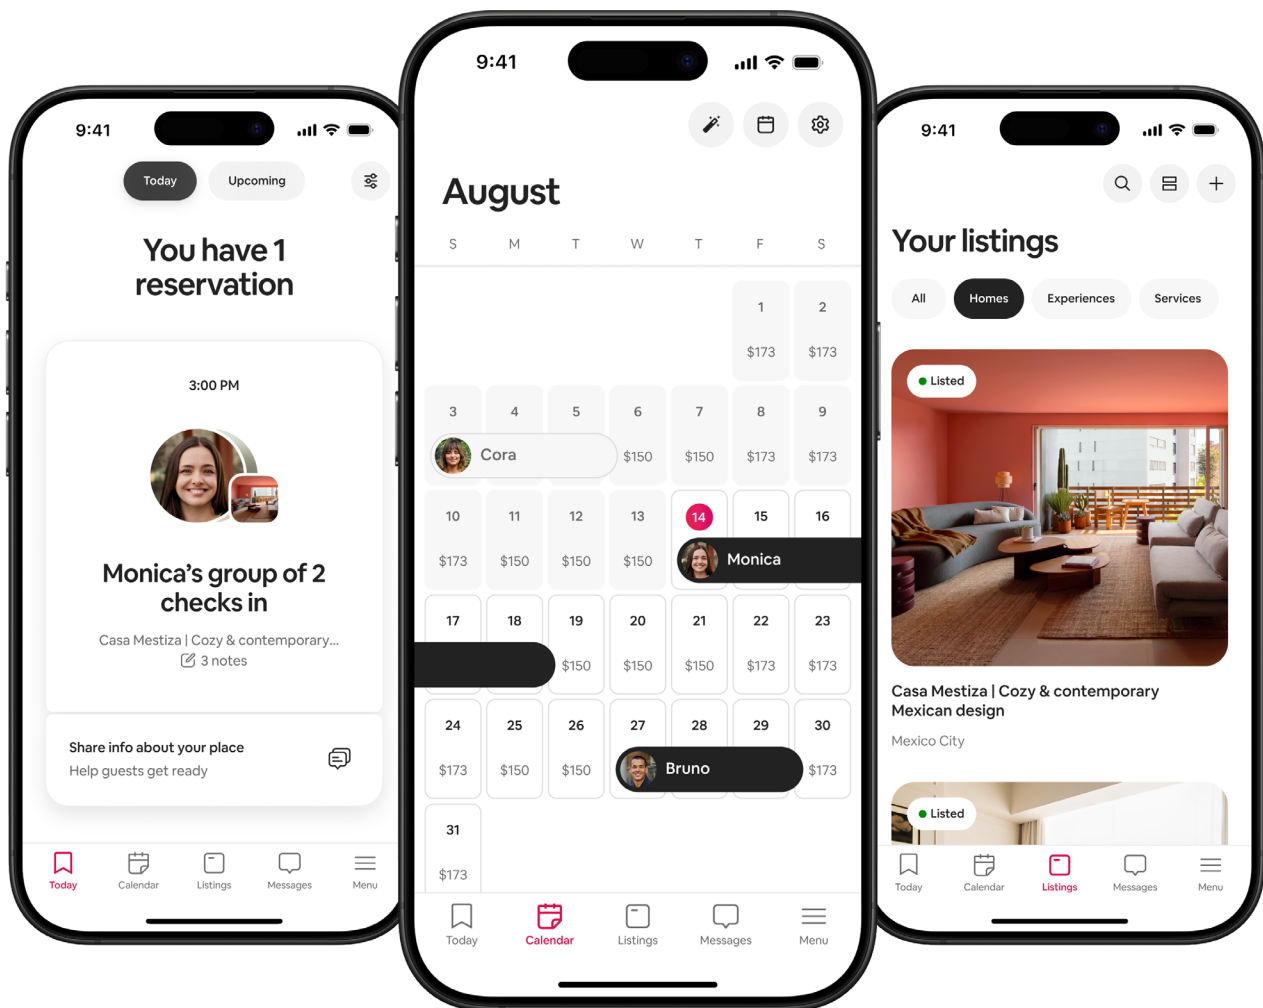 9:41
Today
Upcoming
You have 1
reservation
3:00 PM
Monica's group of 2
checks in
Casa Mestiza | Cozy & contemporary...
3 notes
Share info about your place
Help guests get ready
Today Calendar Listings Messages Menu
9:41
August
S M T W T F S
1 2
$173 $173
3 4 5 6 7 8 9
Cora $150 $150 $173 $173
10 11 12 13 14 15 16
$173 $150 $150 $150 Monica
17 18 19 20 21 22 23
$150 $150 $150 $173 $173
24 25 26 27 28 29 30
$173 $150 $150 Bruno $173
31
$173
Today Calendar Listings Messages Menu
9:41
Your listings
All Homes Experiences Services
Listed
Casa Mestiza | Cozy & contemporary
Mexican design
Mexico City
Listed
Today Calendar Listings Messages Menu